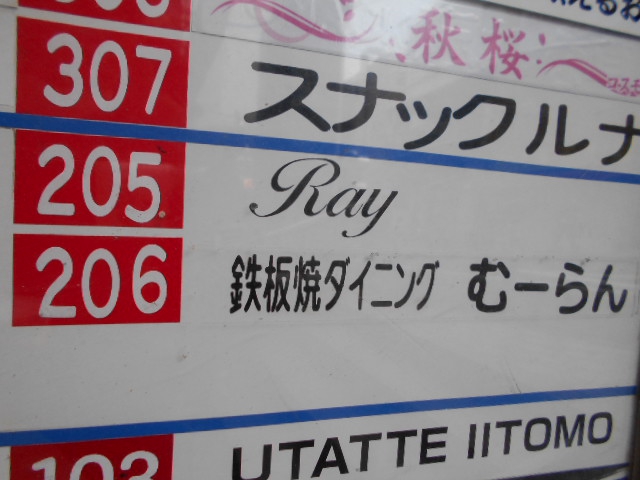 秋桜
307 スナックルナ
205 Ray
206 鉄板焼ダイニング むーらん
103 UTATTE IITOMO